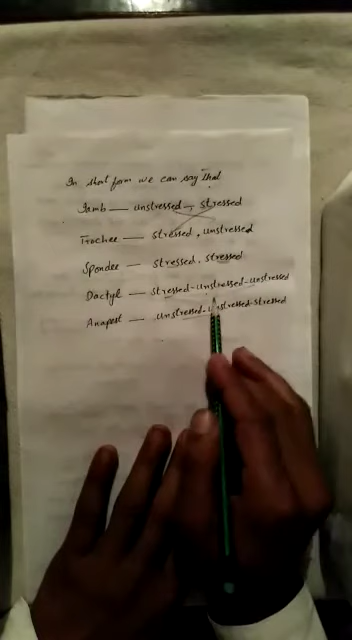 In short form we can say that
Iamb — unstressed, stressed
Trochee — stressed, unstressed
Spondee — stressed, stressed
Dactyl — stressed-unstressed-unstressed
Anapest — unstressed-unstressed-stressed